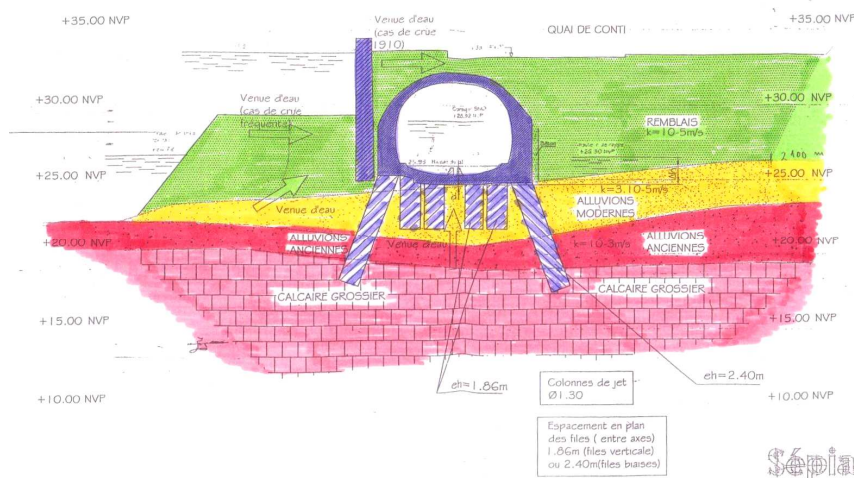 +35.00 NVP
Venue d'eau
(cas de crue
1910)
QUAI DE CONTI
+35.00 NVP
+30.00 NVP
Venue d'eau
(cas de crue
fréquente)
REMBLAIS
k=10-5m/s
+30.00 NVP
2400
+25.00 NVP
+25.00 NVP
k=3.10-5m/s
ALLUVIONS
MODERNES
Venue d'eau
+20.00 NVP
ALLUVIONS
ANCIENNES
Venue d'eau
k=10-3m/s
ALLUVIONS
ANCIENNES
+20.00 NVP
CALCAIRE GROSSIER
CALCAIRE GROSSIER
+15.00 NVP
+15.00 NVP
eh=1.86m
Colonnes de jet
Ø1.30
eh=2.40m
+10.00 NVP
+10.00 NVP
Espacement en plan
des files ( entre axes)
1.86m (files verticale)
ou 2.40m(files biaises)
Sépia